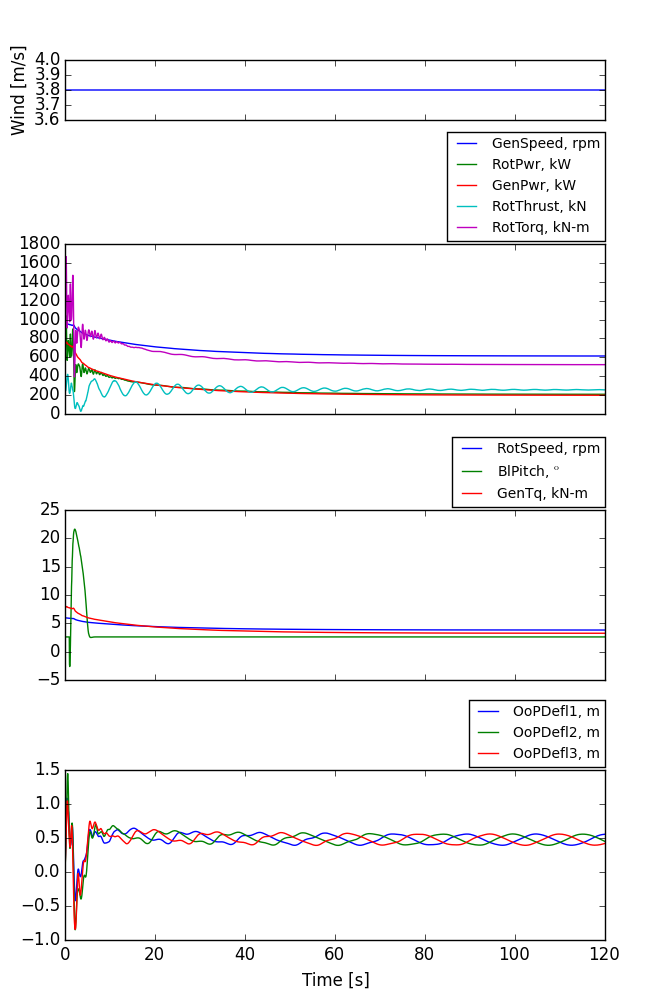 Wind [m/s]
4.0
3.9
3.8
3.7
3.6
GenSpeed, rpm
RotPwr, kW
GenPwr, kW
RotThrust, kN
RotTorq, kN-m
1800
1600
1400
1200
1000
800
600
400
200
0
RotSpeed, rpm
BlPitch, °
GenTq, kN-m
25
20
15
10
5
0
−5
OoPDefl1, m
OoPDefl2, m
OoPDefl3, m
1.5
1.0
0.5
0.0
−0.5
−1.0
0 20 40 60 80 100 120
Time [s]